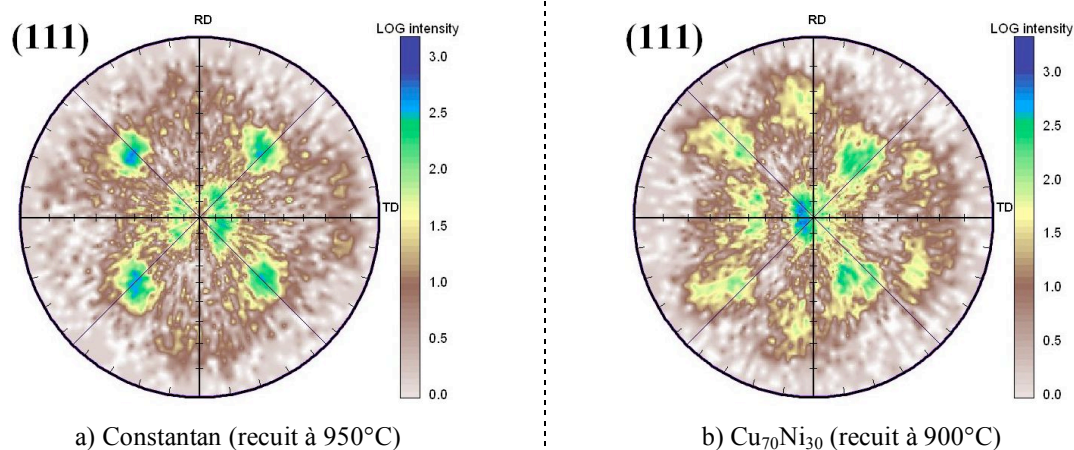 (111)
RD
LOG intensity
3.0
2.5
2.0
1.5
1.0
0.5
0.0
TD
a) Constantan (recuit à 950°C)
(111)
RD
LOG intensity
3.0
2.5
2.0
1.5
1.0
0.5
0.0
TD
b) Cu₇₀Ni₃₀ (recuit à 900°C)